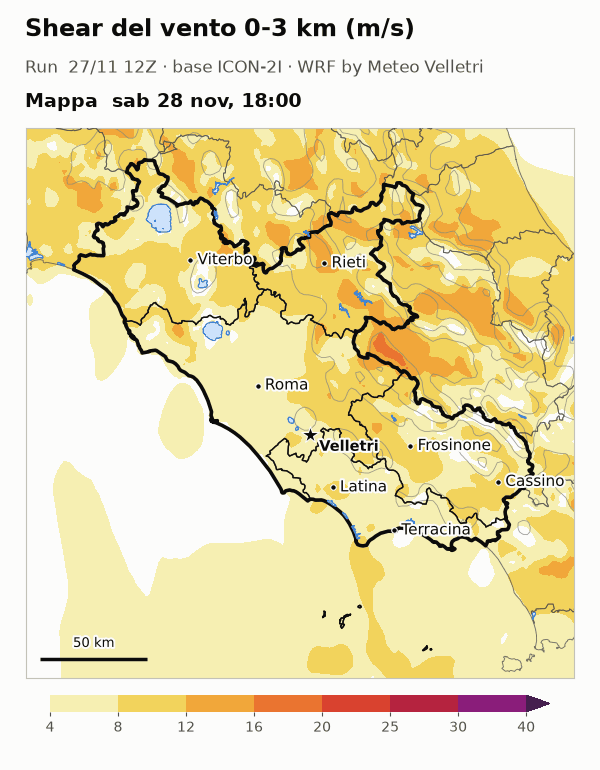 Shear del vento 0-3 km (m/s)
Run  27/11 12Z · base ICON-2I · WRF by Meteo Velletri
Mappa  sab 28 nov, 18:00
Viterbo
Rieti
Roma
Velletri
Frosinone
Cassino
Latina
Terracina
50 km
4 8 12 16 20 25 30 40